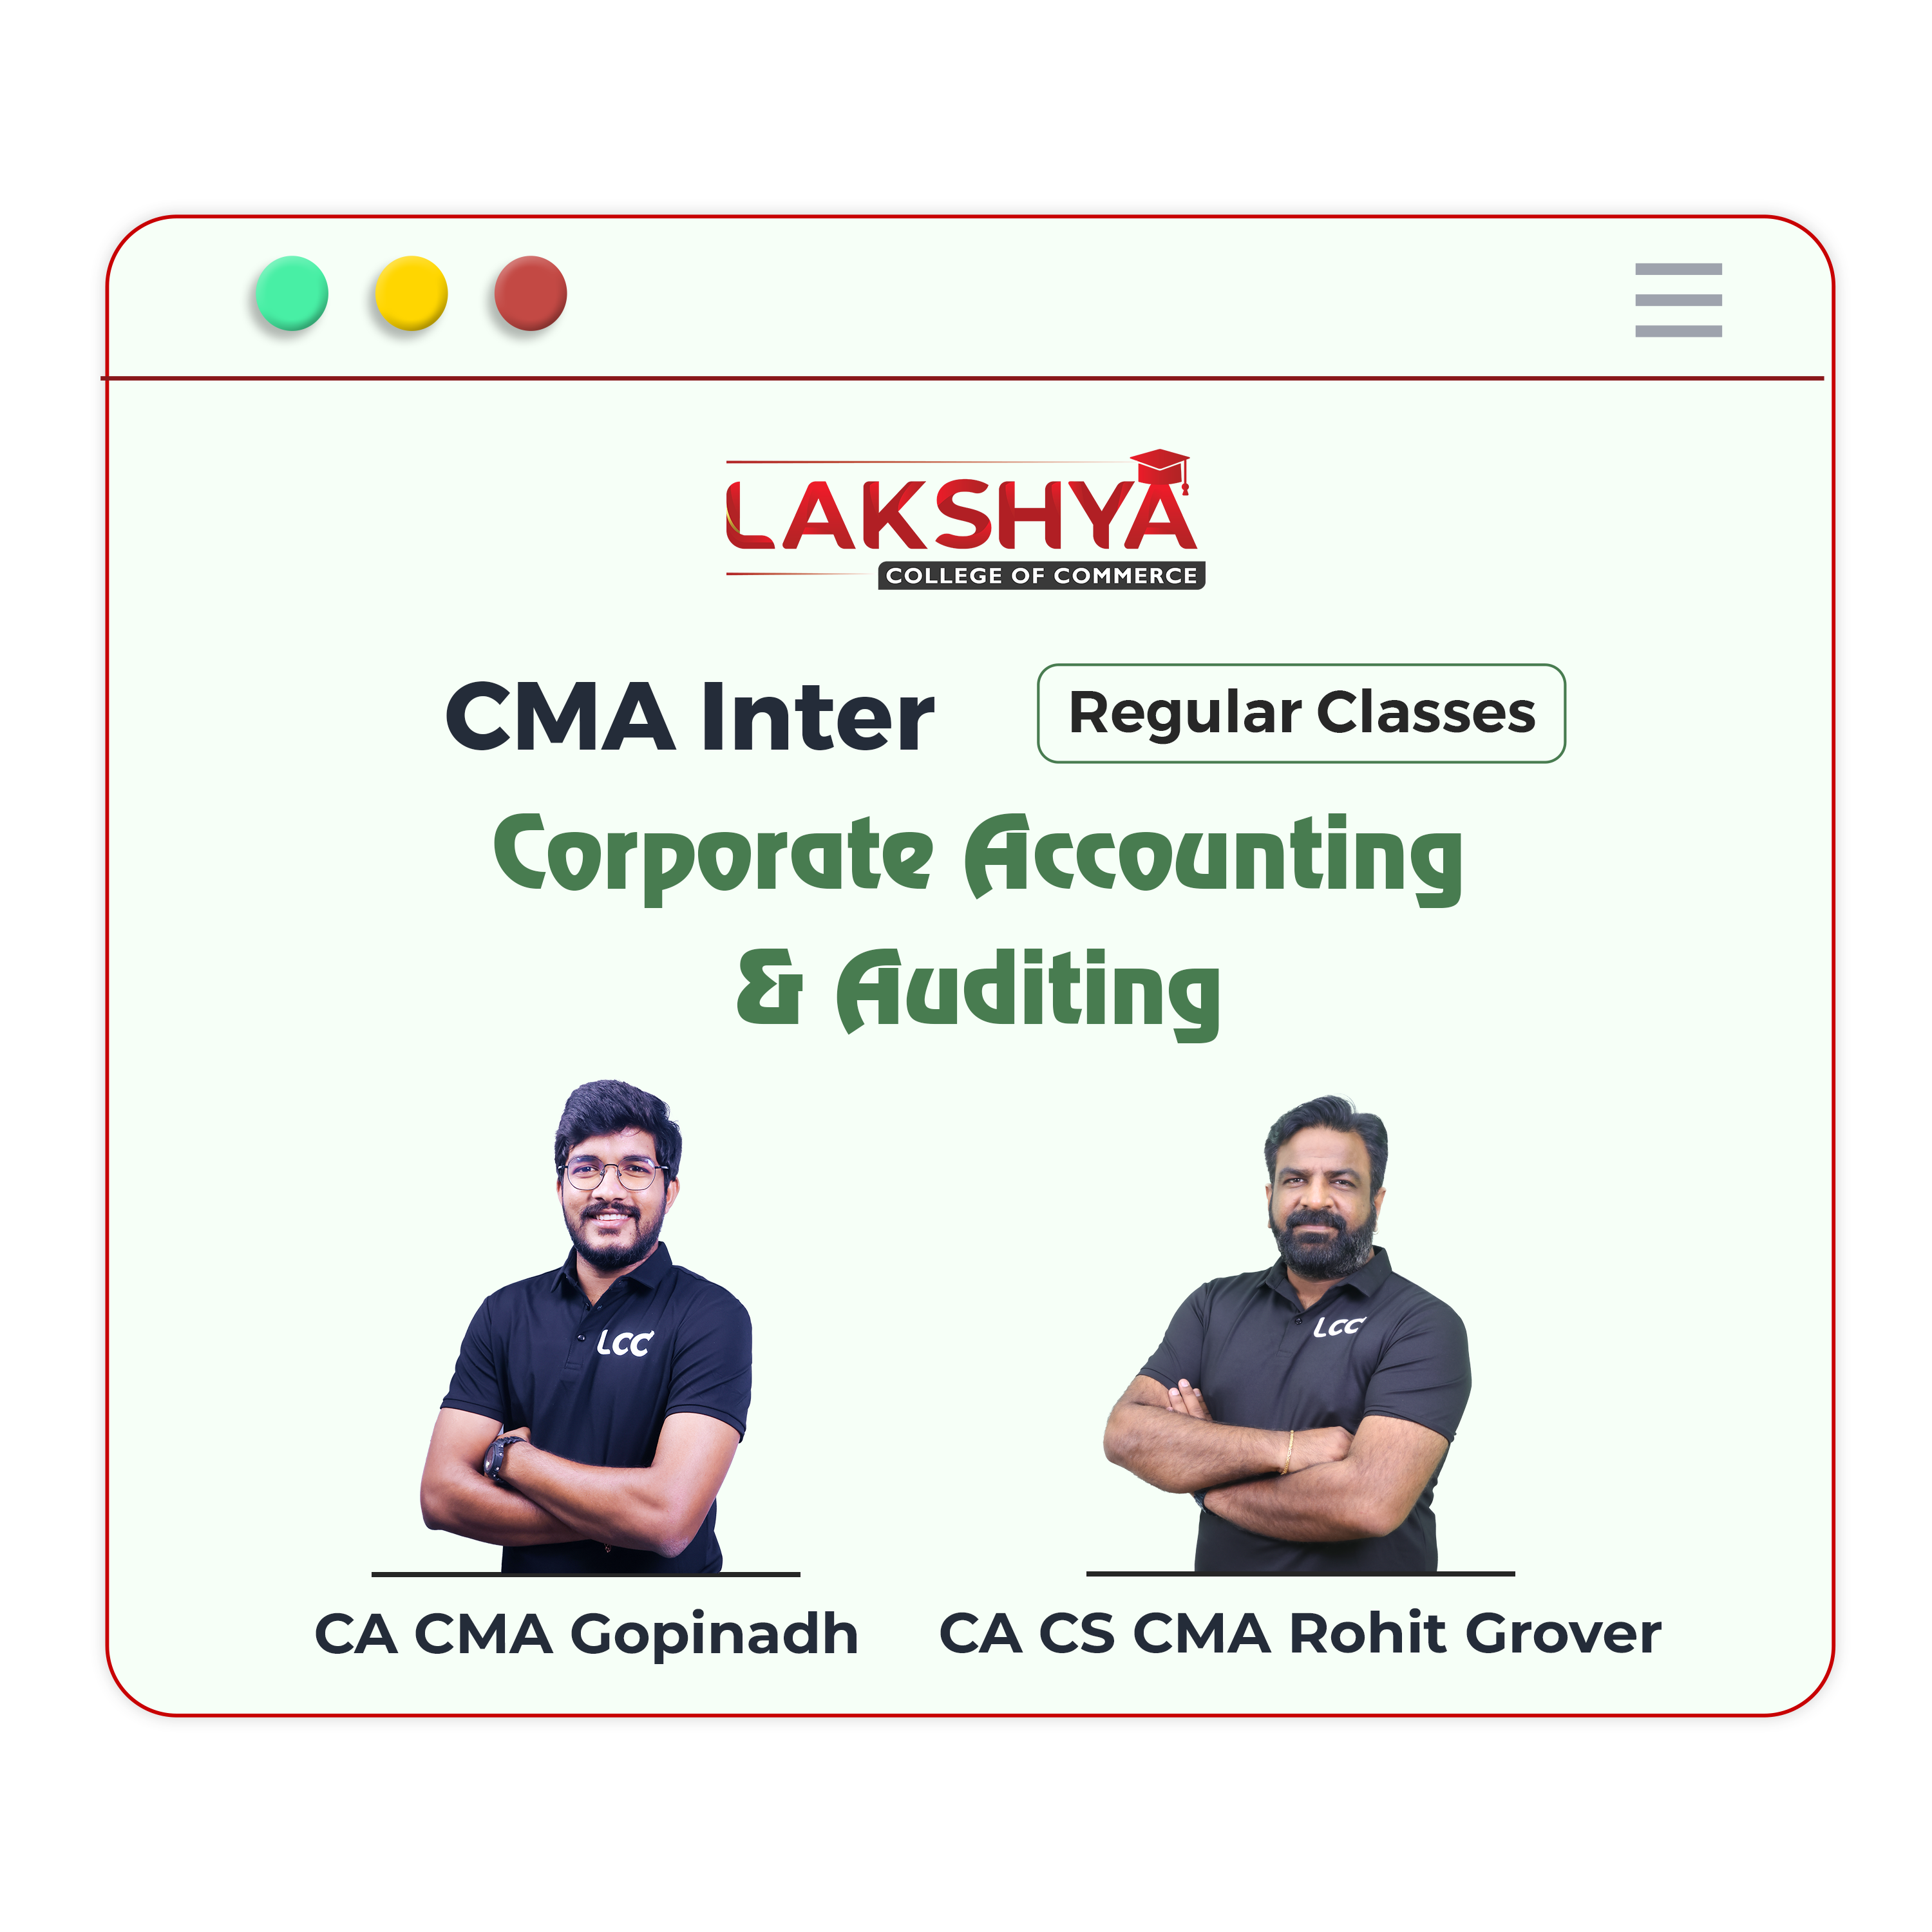 LAKSHYA
COLLEGE OF COMMERCE
CMA Inter
Regular Classes
Corporate Accounting
& Auditing
LCC
LCC
CA CMA Gopinadh
CA CS CMA Rohit Grover